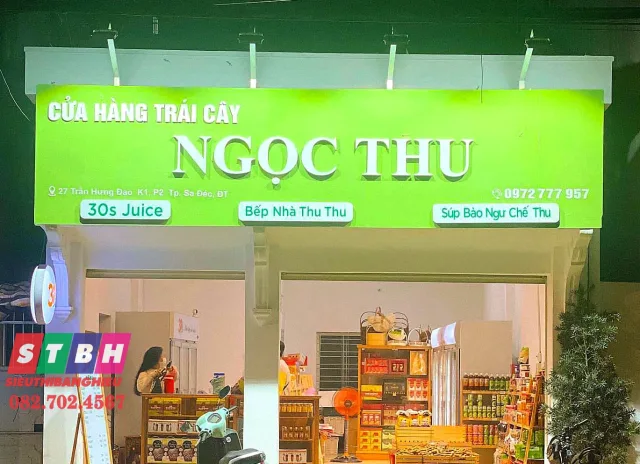 CỬA HÀNG TRÁI CÂY
NGỌC THU
27 Trần Hưng Đạo, K1, P2, Tp. Sa Đéc, ĐT
0972 777 957
30s Juice
Bếp Nhà Thu Thu
Súp Bào Ngư Chế Thu
3
STBH
SIEUTHIBANGHIEU
082.702.4567